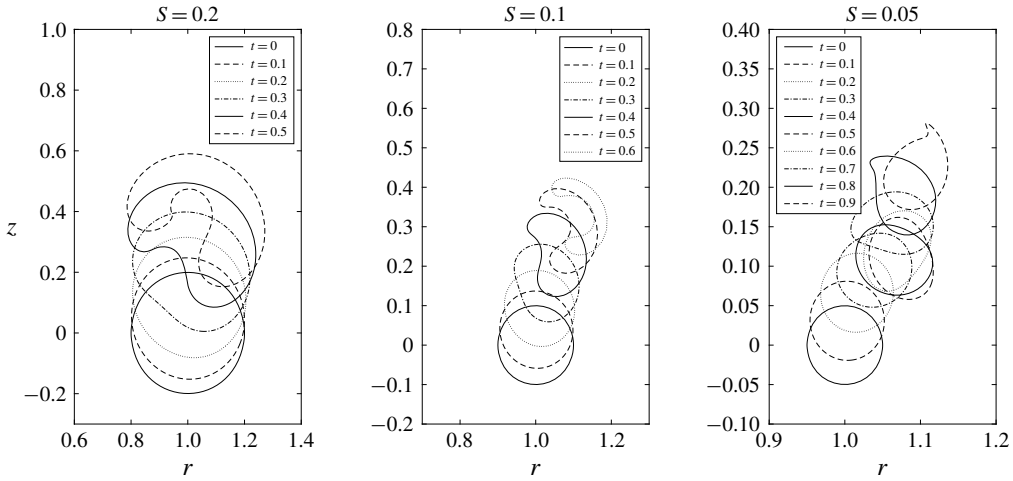 S = 0.2
1.0
0.8
0.6
0.4
0.2
0
−0.2
z
0.6
0.8
1.0
1.2
1.4
r
t = 0
t = 0.1
t = 0.2
t = 0.3
t = 0.4
t = 0.5
S = 0.1
0.8
0.7
0.6
0.5
0.4
0.3
0.2
0.1
0
−0.1
−0.2
0.8
1.0
1.2
r
t = 0
t = 0.1
t = 0.2
t = 0.3
t = 0.4
t = 0.5
t = 0.6
S = 0.05
0.40
0.35
0.30
0.25
0.20
0.15
0.10
0.05
0
−0.05
−0.10
0.9
1.0
1.1
1.2
r
t = 0
t = 0.1
t = 0.2
t = 0.3
t = 0.4
t = 0.5
t = 0.6
t = 0.7
t = 0.8
t = 0.9